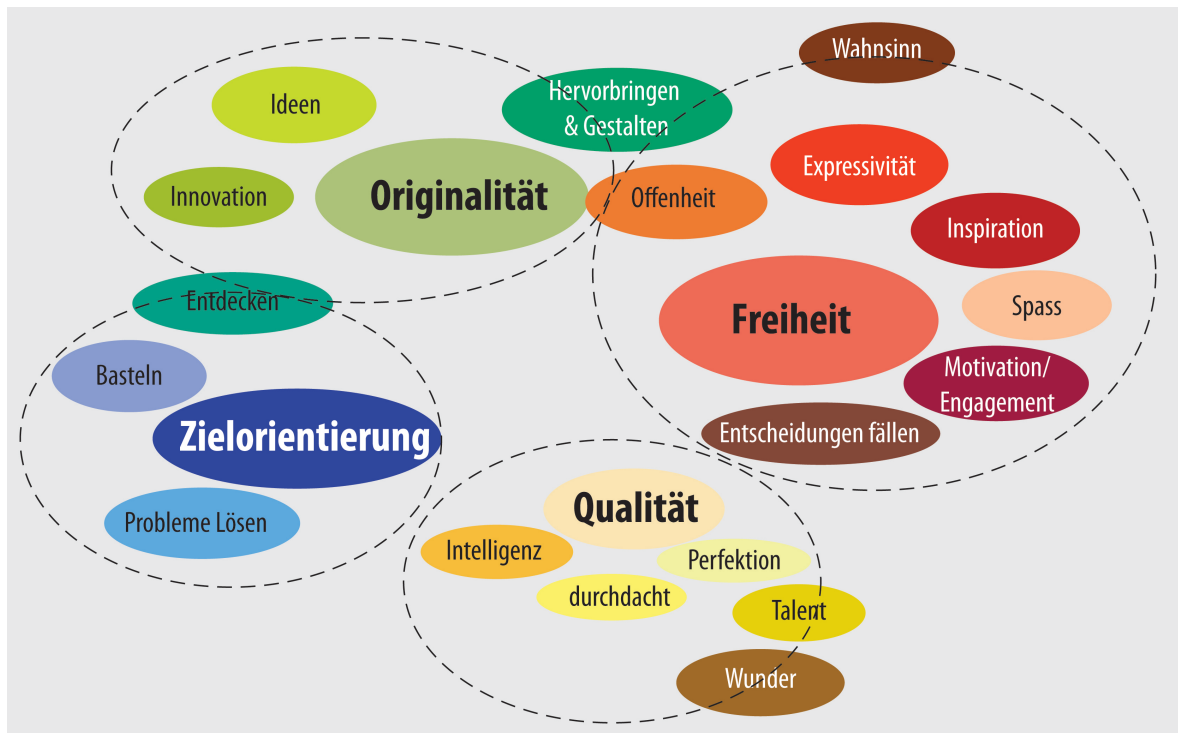 Wahnsinn
Ideen
Hervorbringen
& Gestalten
Expressivität
Innovation
Originalität
Offenheit
Inspiration
Entdecken
Freiheit
Spass
Basteln
Motivation/
Engagement
Zielorientierung
Entscheidungen fällen
Qualität
Probleme Lösen
Intelligenz
Perfektion
durchdacht
Talent
Wunder